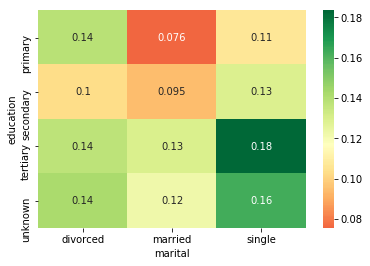 education
primary
secondary
tertiary
unknown
0.14 0.076 0.11
0.1 0.095 0.13
0.14 0.13 0.18
0.14 0.12 0.16
divorced married single
marital
0.18
0.16
0.14
0.12
0.10
0.08